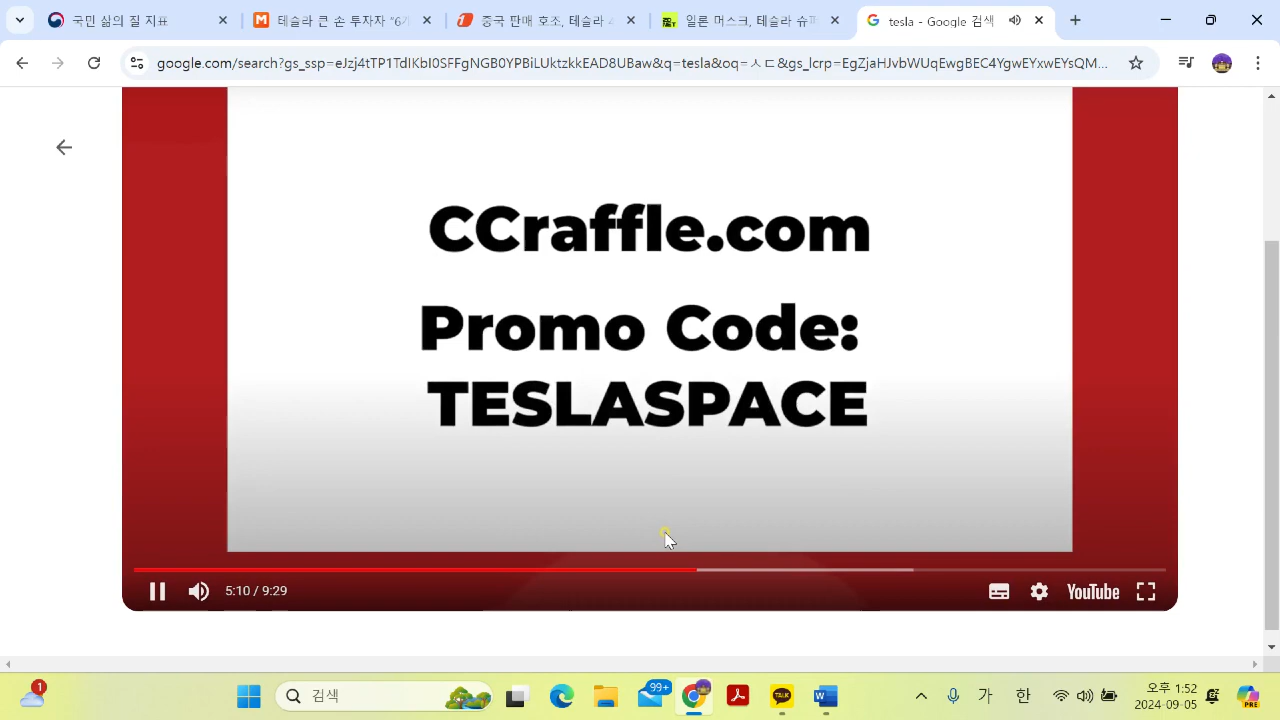 국민 삶의 질 지표
테슬라 큰 손 투자자 "6
중국 판매 호소, 테슬라
일론 머스크, 테슬라 슈퍼
tesla - Google 검색
google.com/search?gs_ssp=eJzj4tTP1TdIKbI0SFFgNGB0YPBiLUktzkkEAD8UBaw&q=tesla&oq=ㅅㄷ&gs_lcrp=EgZjaHJvbWUqEwgBEC4YgwEYxwEYsQM...
CCraffle.com
Promo Code:
TESLASPACE
5:10 / 9:29
YouTube
1
검색
99+
TALK
가
한
오후 1:52
2024-09-05
PRE